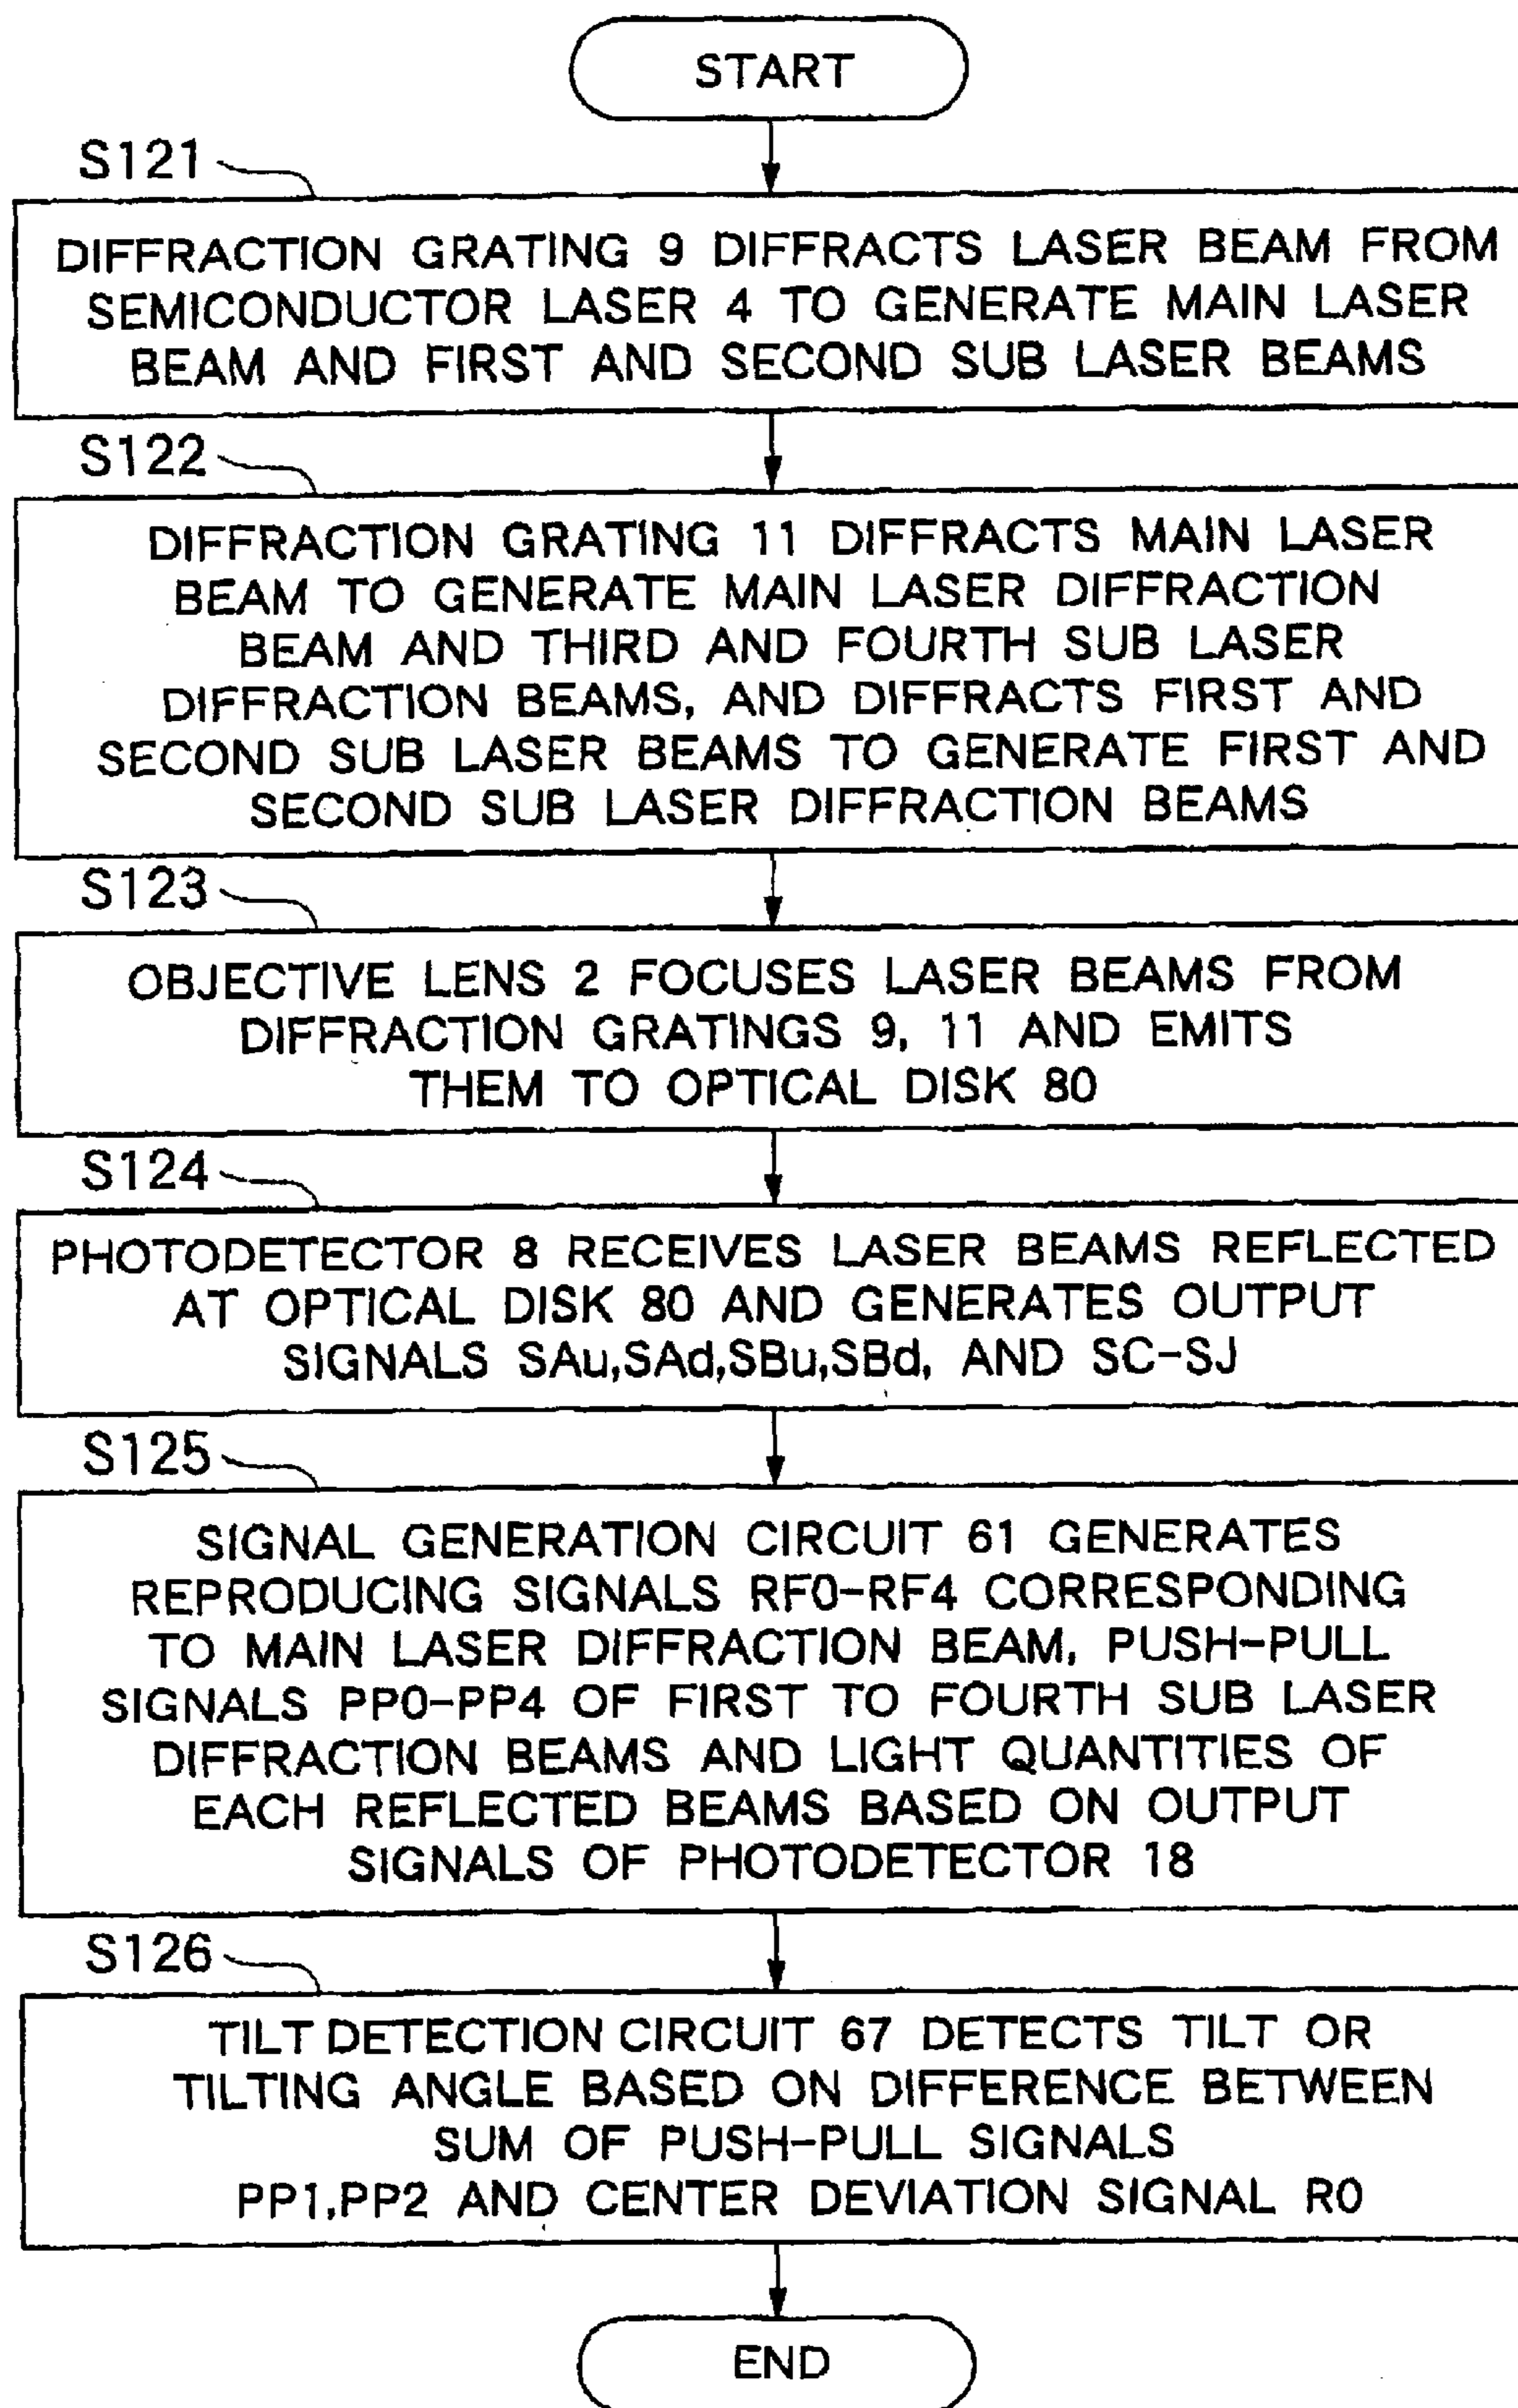 START
S121
DIFFRACTION GRATING 9 DIFFRACTS LASER BEAM FROM
SEMICONDUCTOR LASER 4 TO GENERATE MAIN LASER
BEAM AND FIRST AND SECOND SUB LASER BEAMS
S122
DIFFRACTION GRATING 11 DIFFRACTS MAIN LASER
BEAM TO GENERATE MAIN LASER DIFFRACTION
BEAM AND THIRD AND FOURTH SUB LASER
DIFFRACTION BEAMS, AND DIFFRACTS FIRST AND
SECOND SUB LASER BEAMS TO GENERATE FIRST AND
SECOND SUB LASER DIFFRACTION BEAMS
S123
OBJECTIVE LENS 2 FOCUSES LASER BEAMS FROM
DIFFRACTION GRATINGS 9, 11 AND EMITS
THEM TO OPTICAL DISK 80
S124
PHOTODETECTOR 8 RECEIVES LASER BEAMS REFLECTED
AT OPTICAL DISK 80 AND GENERATES OUTPUT
SIGNALS SAu,SAd,SBu,SBd, AND SC-SJ
S125
SIGNAL GENERATION CIRCUIT 61 GENERATES
REPRODUCING SIGNALS RF0-RF4 CORRESPONDING
TO MAIN LASER DIFFRACTION BEAM, PUSH-PULL
SIGNALS PP0-PP4 OF FIRST TO FOURTH SUB LASER
DIFFRACTION BEAMS AND LIGHT QUANTITIES OF
EACH REFLECTED BEAMS BASED ON OUTPUT
SIGNALS OF PHOTODETECTOR 18
S126
TILT DETECTION CIRCUIT 67 DETECTS TILT OR
TILTING ANGLE BASED ON DIFFERENCE BETWEEN
SUM OF PUSH-PULL SIGNALS
PP1,PP2 AND CENTER DEVIATION SIGNAL R0
END